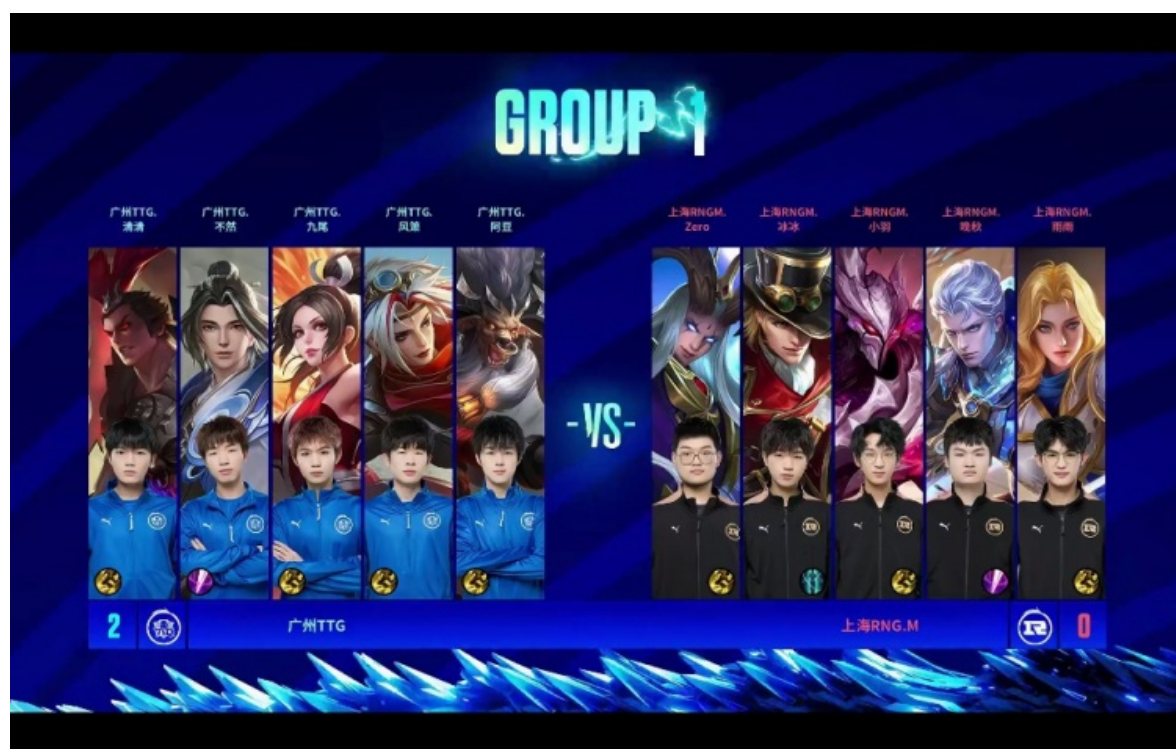 GROUP 1
广州TTG.
清清
广州TTG.
不然
广州TTG.
九尾
广州TTG.
风箫
广州TTG.
阿豆
-VS-
上海RNGM.
Zero
上海RNGM.
冰冰
上海RNGM.
小羽
上海RNGM.
晚秋
上海RNGM.
雨雨
2
广州TTG
上海RNG.M
0